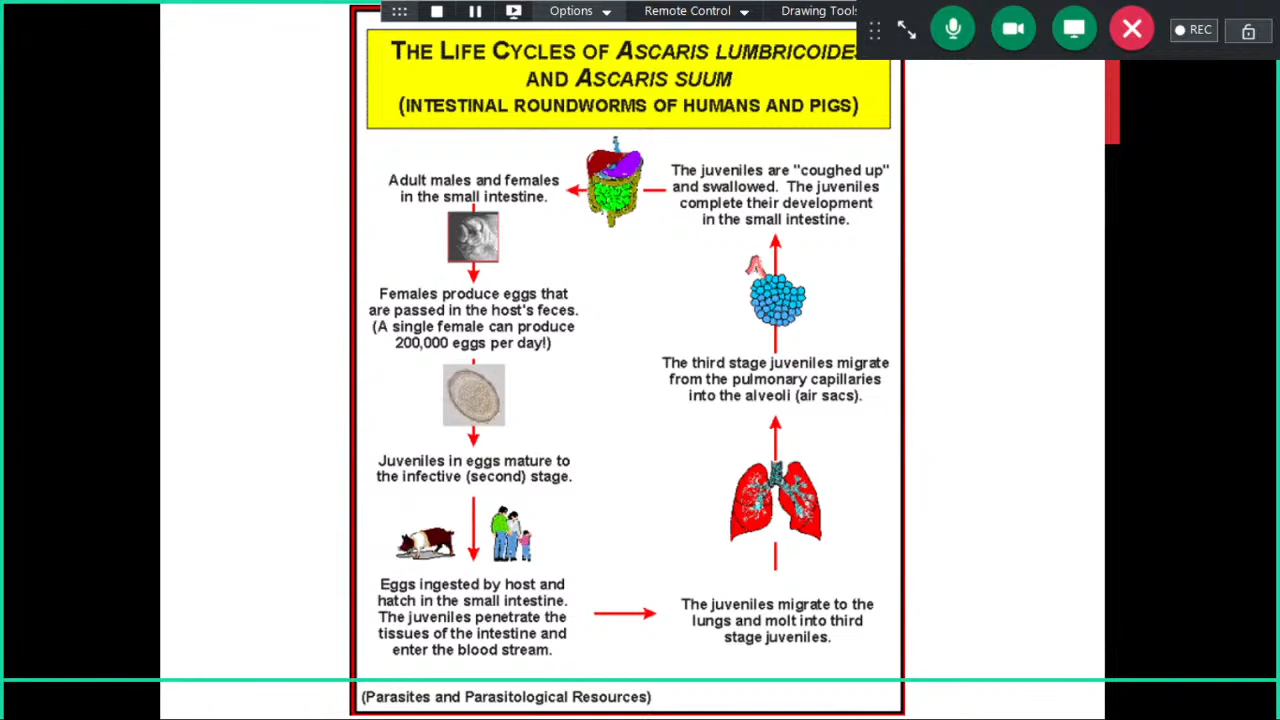 Options
Remote Control
Drawing Tools
REC
THE LIFE CYCLES OF ASCARIS LUMBRICOIDES
AND ASCARIS SUUM
(INTESTINAL ROUNDWORMS OF HUMANS AND PIGS)
Adult males and females
in the small intestine.
Females produce eggs that
are passed in the host's feces.
(A single female can produce
200,000 eggs per day!)
Juveniles in eggs mature to
the infective (second) stage.
Eggs ingested by host and
hatch in the small intestine.
The juveniles penetrate the
tissues of the intestine and
enter the blood stream.
The juveniles migrate to the
lungs and molt into third
stage juveniles.
The third stage juveniles migrate
from the pulmonary capillaries
into the alveoli (air sacs).
The juveniles are "coughed up"
and swallowed. The juveniles
complete their development
in the small intestine.
(Parasites and Parasitological Resources)